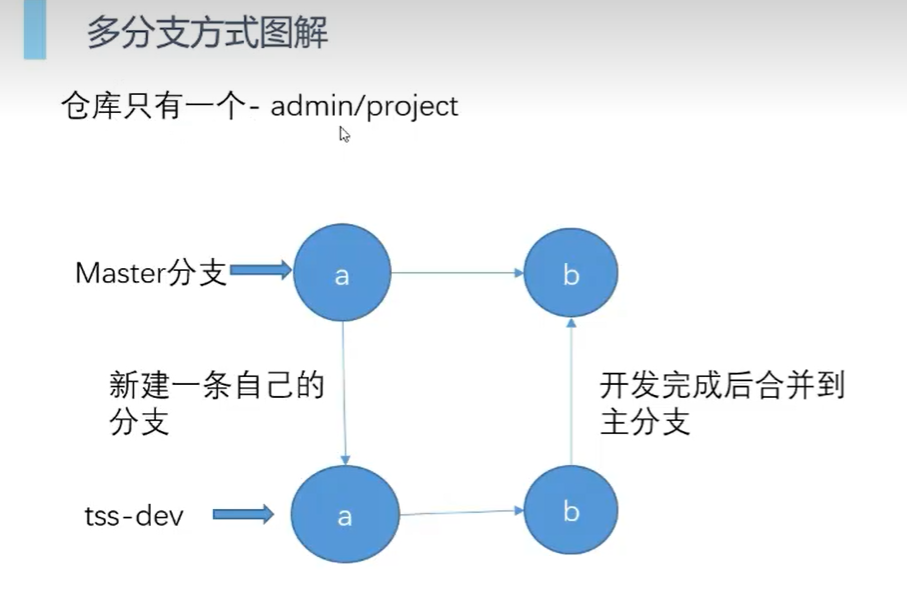 多分支方式图解
仓库只有一个- admin/project
Master分支
a
b
新建一条自己的
分支
开发完成后合并到
主分支
tss-dev
a
b